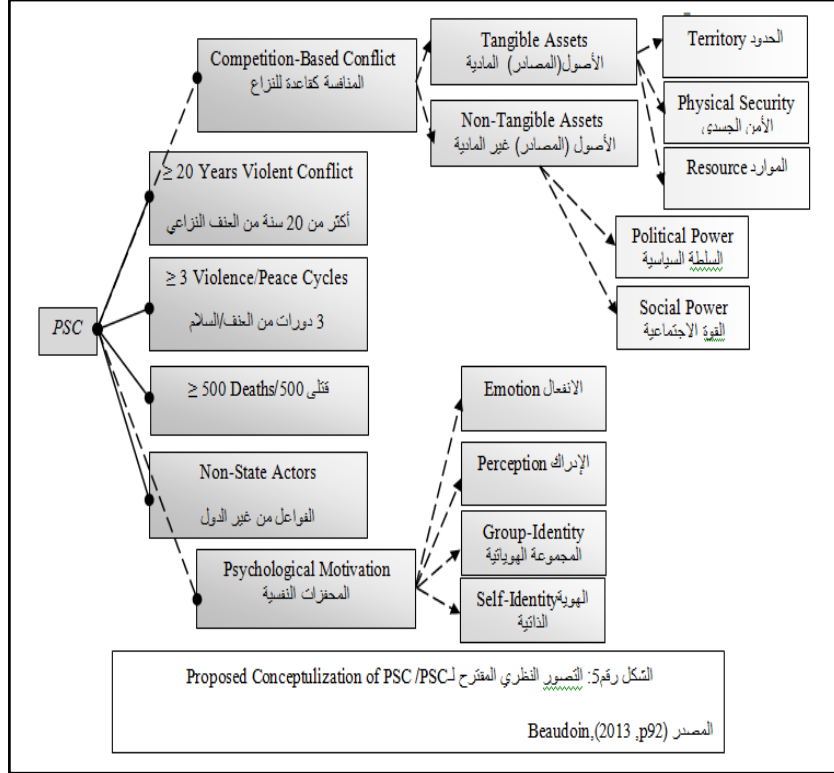 PSC
Competition-Based Conflict
المنافسة كقاعدة للنزاع
Tangible Assets
الأصول(المصادر) المادية
Territory الحدود
Physical Security
الأمن الجسدي
Resource الموارد
Non-Tangible Assets
الأصول (المصادر) غير المادية
Political Power
السلطة السياسية
Social Power
القوة الاجتماعية
≥ 20 Years Violent Conflict
أكثر من 20 سنة من العنف النزاعي
≥ 3 Violence/Peace Cycles
3 دورات من العنف/السلام
≥ 500 Deaths/500 قتلى
Non-State Actors
الفواعل من غير الدول
Psychological Motivation
المحفزات النفسية
Emotion الانفعال
Perception الإدراك
Group-Identity
المجموعة الهوياتية
Self-Identity الهوية
الذاتية
الشكل رقم5: التصور النظري المقترح لـPSC/ Proposed Conceptulization of PSC
المصدر Beaudoin,(2013 ,p92)